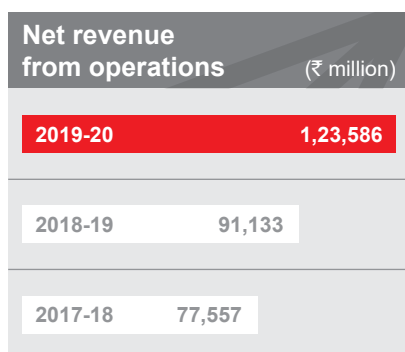 Net revenue
from operations (₹ million)
2019-20 1,23,586
2018-19 91,133
2017-18 77,557